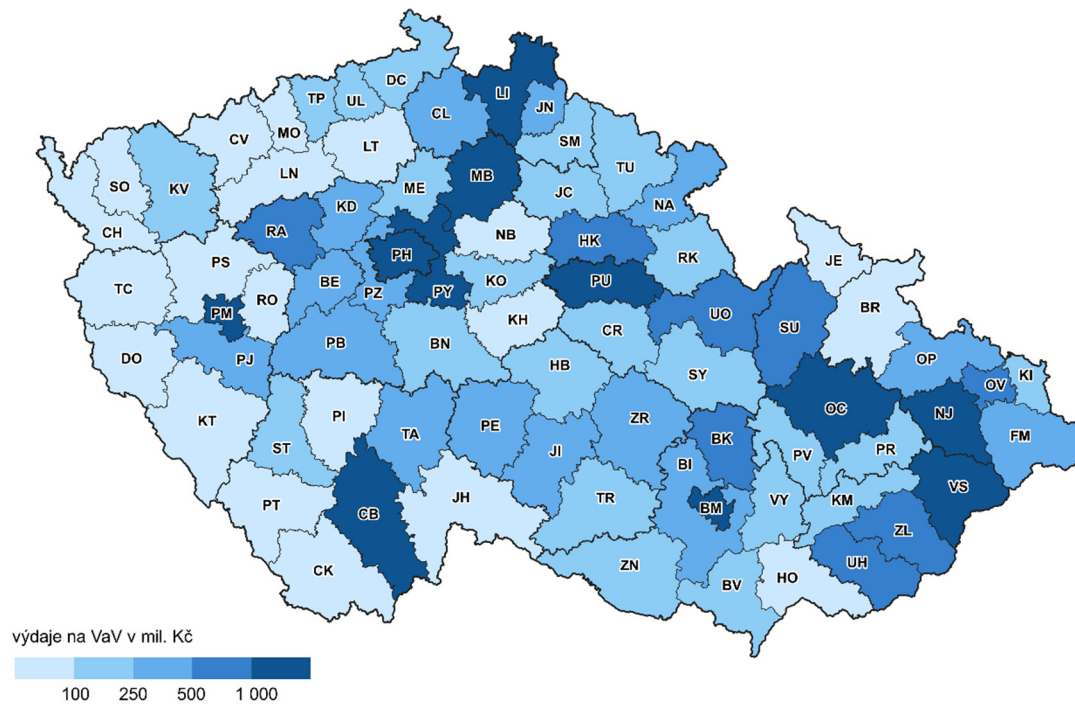 DC
LI
TP
UL
JN
CL
CV
MO
SM
LT
TU
LN
MB
SO
KV
ME
JC
KD
NA
CH
RA
NB
HK
PH
RK
PS
JE
TC
BE
PZ
PY
KO
PU
RO
BR
PM
KH
UO
SU
CR
PB
BN
DO
PJ
OP
HB
SY
KI
OV
OC
NJ
KT
PI
TA
PE
ZR
FM
BK
ST
JI
BI
PV
PR
VS
JH
TR
VY
KM
PT
CB
BM
ZL
ZN
UH
CK
BV
HO
výdaje na VaV v mil. Kč
100 250 500 1 000